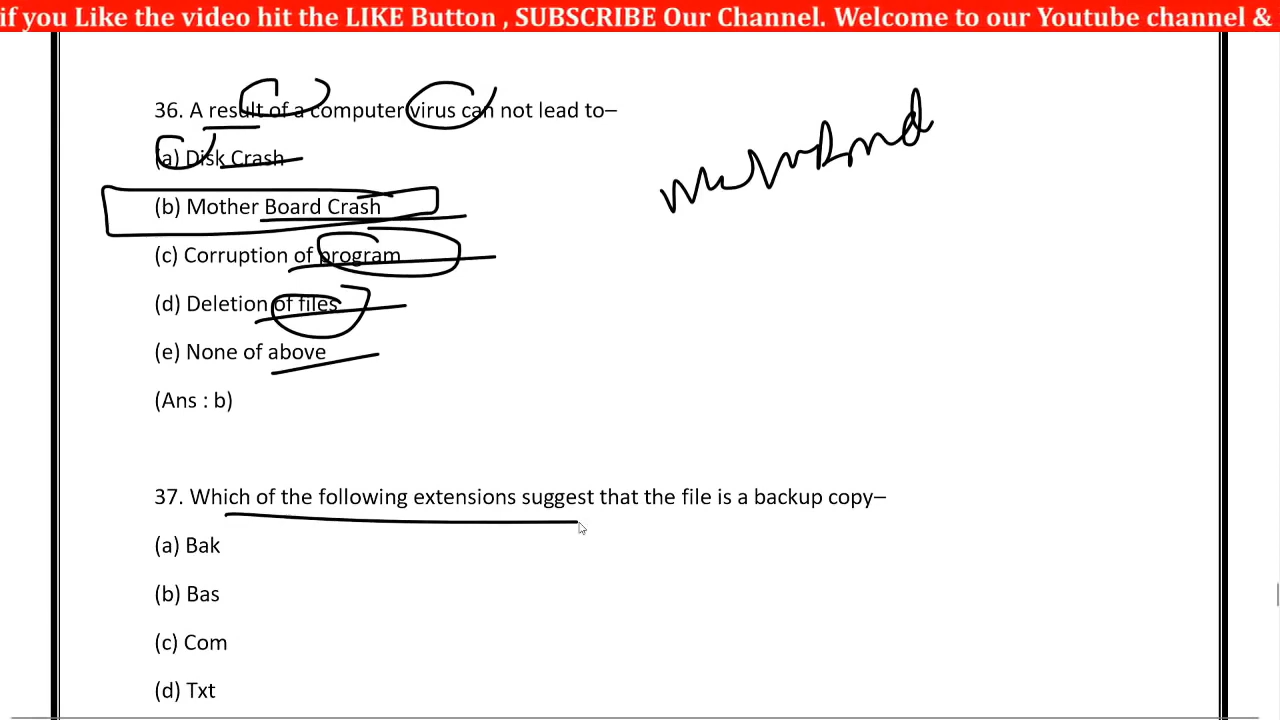 if you Like the video hit the LIKE Button , SUBSCRIBE Our Channel. Welcome to our Youtube channel &
36. A result of a computer virus can not lead to–
(a) Disk Crash
(b) Mother Board Crash
(c) Corruption of program
(d) Deletion of files
(e) None of above
(Ans : b)
37. Which of the following extensions suggest that the file is a backup copy–
(a) Bak
(b) Bas
(c) Com
(d) Txt